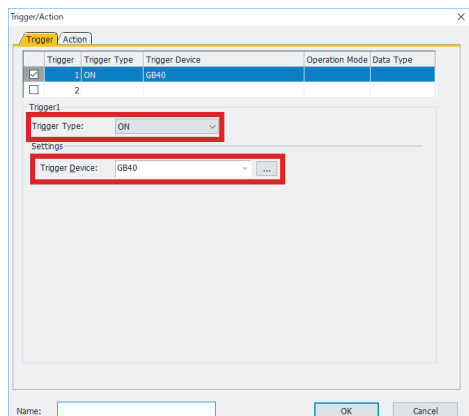 Trigger/Action
Trigger Action
Trigger Trigger Type Trigger Device Operation Mode Data Type
1 ON GB40
2
Trigger1
Trigger Type: ON
Settings
Trigger Device: GB40 ...
Name: OK Cancel